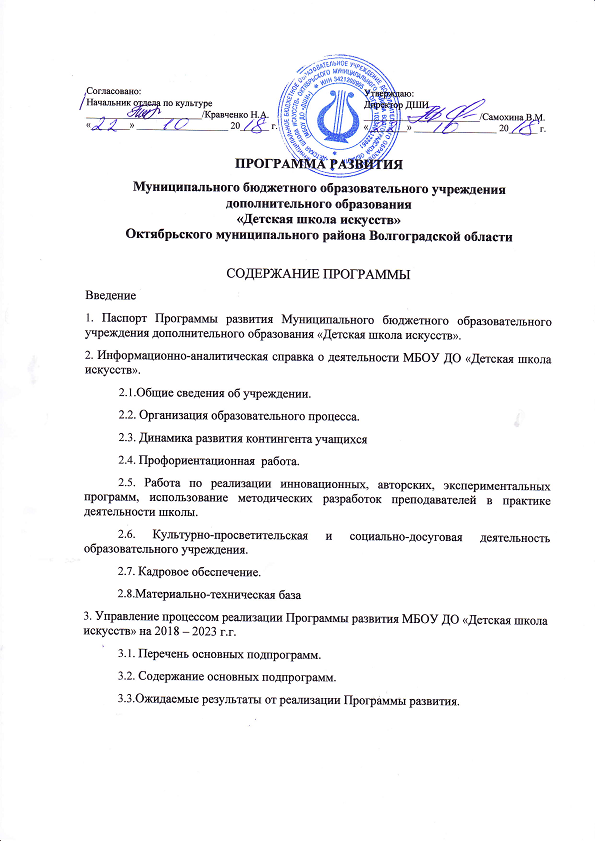 Согласовано:
Начальник отдела по культуре
/Кравченко Н.А.
«22» 10 2018 г.
Утверждаю:
Директор ДШИ
/Самохина В.М.
«» 10 2018 г.
ПРОГРАММА РАЗВИТИЯ
Муниципального бюджетного образовательного учреждения
дополнительного образования
«Детская школа искусств»
Октябрьского муниципального района Волгоградской области
СОДЕРЖАНИЕ ПРОГРАММЫ
Введение
1. Паспорт Программы развития Муниципального бюджетного образовательного
учреждения дополнительного образования «Детская школа искусств».
2. Информационно-аналитическая справка о деятельности МБОУ ДО «Детская школа
искусств».
2.1.Общие сведения об учреждении.
2.2. Организация образовательного процесса.
2.3. Динамика развития контингента учащихся
2.4. Профориентационная работа.
2.5. Работа по реализации инновационных, авторских, экспериментальных
программ, использование методических разработок преподавателей в практике
деятельности школы.
2.6. Культурно-просветительская и социально-досуговая деятельность
образовательного учреждения.
2.7. Кадровое обеспечение.
2.8.Материально-техническая база
3. Управление процессом реализации Программы развития МБОУ ДО «Детская школа
искусств» на 2018 – 2023 г.г.
3.1. Перечень основных подпрограмм.
3.2. Содержание основных подпрограмм.
3.3.Ожидаемые результаты от реализации Программы развития.